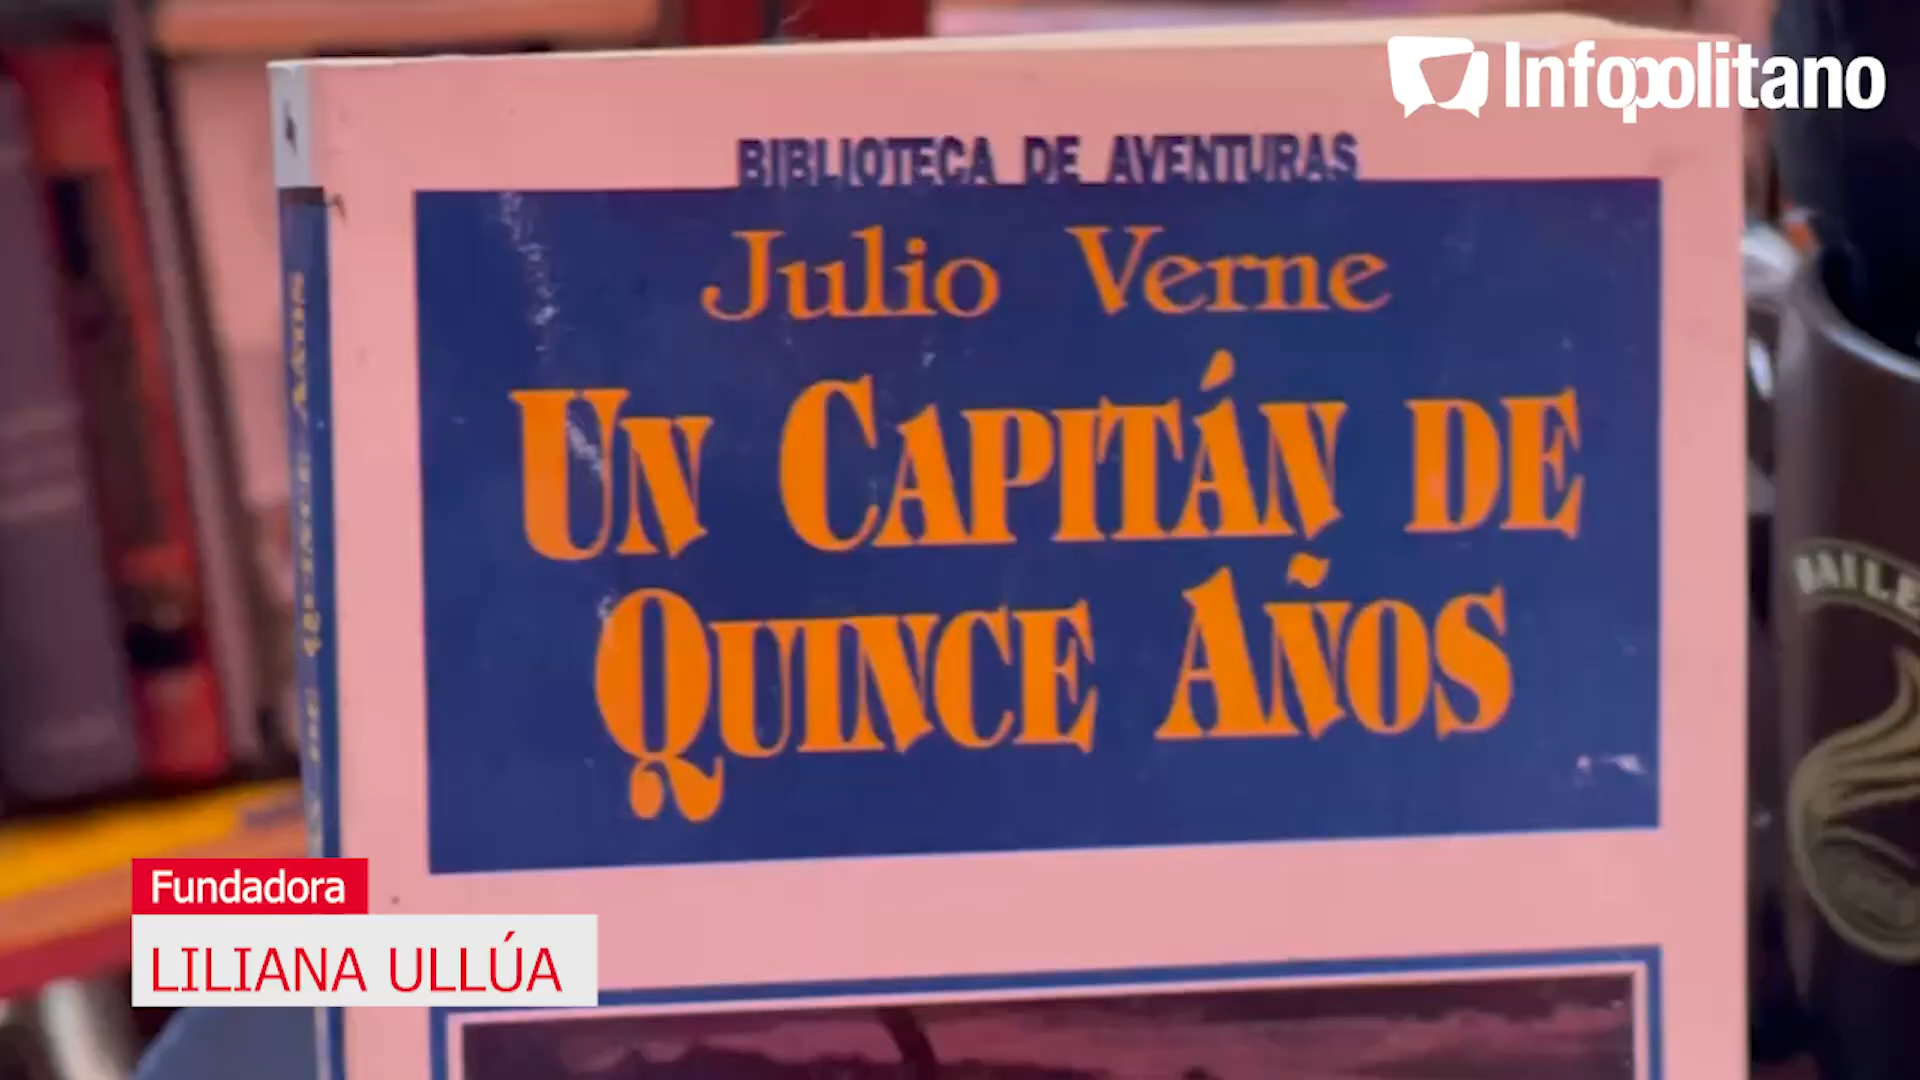 Infopolitano
BIBLIOTECA DE AVENTURAS
Julio Verne
UN CAPITÁN DE
QUINCE AÑOS
Fundadora
LILIANA ULLÚA